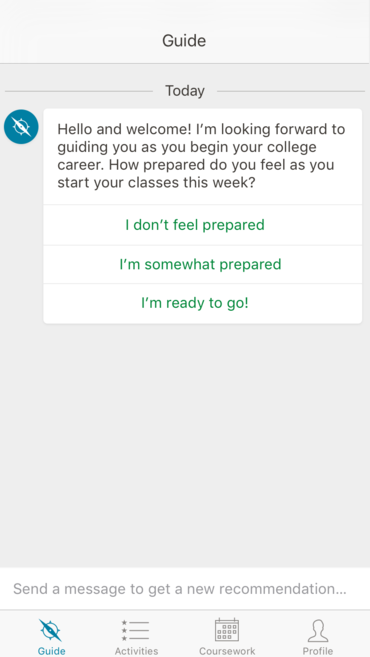 Guide
Today
Hello and welcome! I’m looking forward to
guiding you as you begin your college
career. How prepared do you feel as you
start your classes this week?
I don’t feel prepared
I’m somewhat prepared
I’m ready to go!
Send a message to get a new recommendation...
Guide
Activities
Coursework
Profile